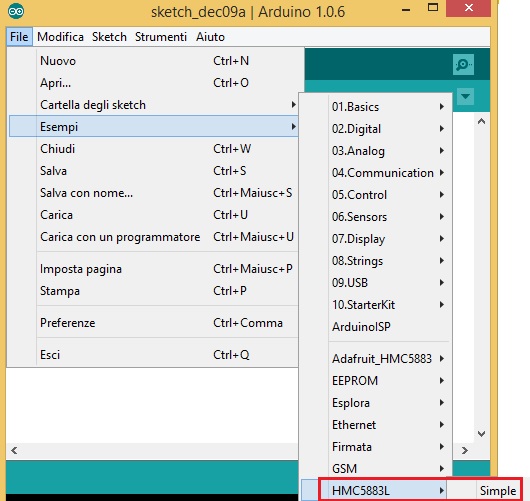 sketch_dec09a | Arduino 1.0.6
File Modifica Sketch Strumenti Aiuto
Nuovo Ctrl+N
Apri... Ctrl+O
Cartella degli sketch
Esempi
Chiudi Ctrl+W
Salva Ctrl+S
Salva con nome... Ctrl+Maiusc+S
Carica Ctrl+U
Carica con un programmatore Ctrl+Maiusc+U
Imposta pagina Ctrl+Maiusc+P
Stampa Ctrl+P
Preferenze Ctrl+Comma
Esci Ctrl+Q
01.Basics
02.Digital
03.Analog
04.Communication
05.Control
06.Sensors
07.Display
08.Strings
09.USB
10.StarterKit
ArduinoISP
Adafruit_HMC5883
EEPROM
Esplora
Ethernet
Firmata
GSM
HMC5883L
Simple